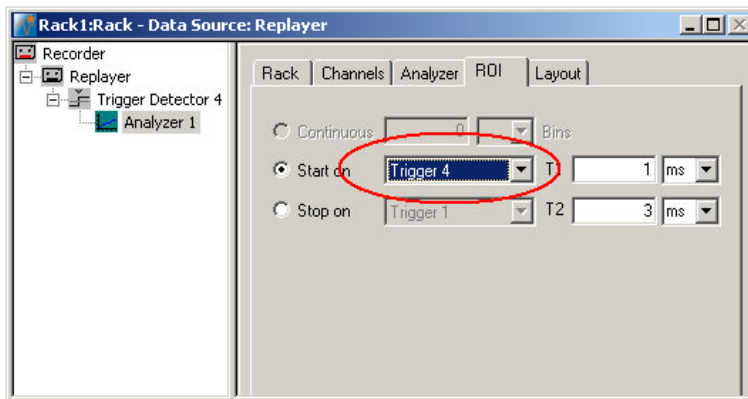 Rack1:Rack - Data Source: Replayer
Recorder
Replayer
Trigger Detector 4
Analyzer 1
Rack Channels Analyzer ROI Layout
Continuous 0 Bins
Start on Trigger 4 T1 1 ms
Stop on Trigger 1 T2 3 ms